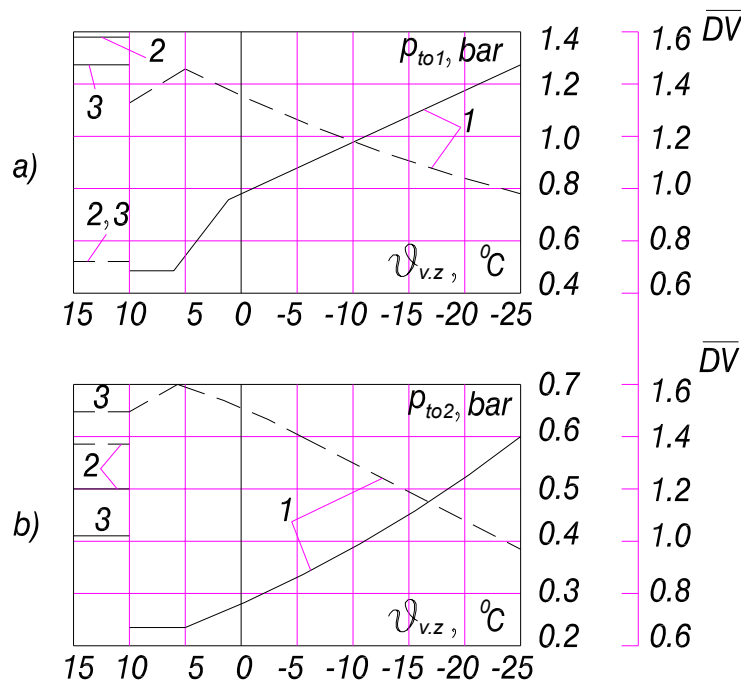 DV
1.4 1.6
2 p_to1, bar
1.2 1.4
3 1
1.0 1.2
a)
0.8 1.0
2,3
0.6 0.8
ϑ_v.z , ⁰C
0.4 0.6
15 10 5 0 -5 -10 -15 -20 -25
DV
0.7 1.6
3 p_to2, bar
0.6 1.4
2
0.5 1.2
1
3
b)
0.4 1.0
0.3 0.8
ϑ_v.z , ⁰C
0.2 0.6
15 10 5 0 -5 -10 -15 -20 -25